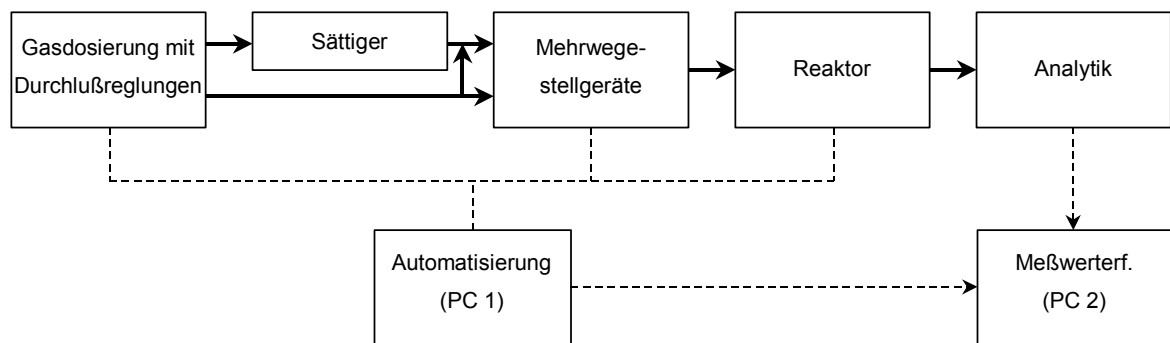 Gasdosierung mit
Durchlußreglungen
Sättiger
Mehrwege-
stellgeräte
Reaktor
Analytik
Automatisierung
(PC 1)
Meßwerterf.
(PC 2)